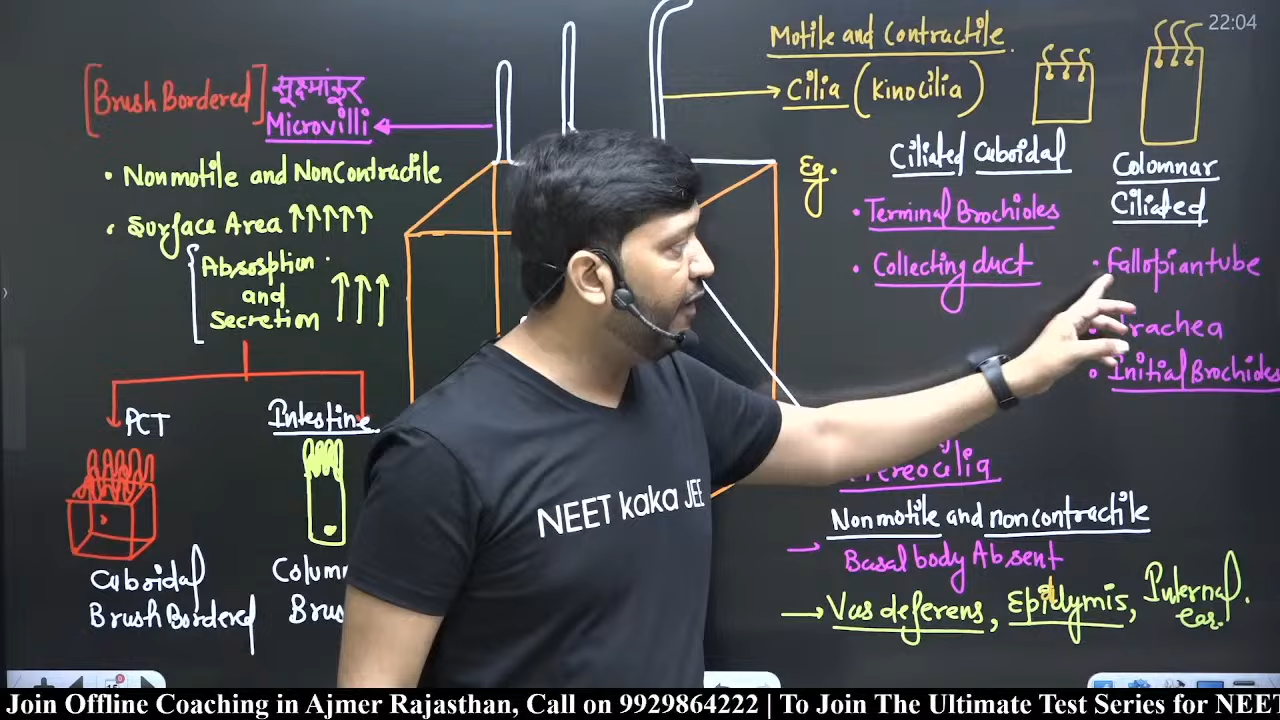 22:04
[Brush Bordered]
सूक्ष्मांकुर
Microvilli
• Nonmotile and NonContractile
• Surface Area ↑↑↑↑↑
Absosption
and
Secretion ↑↑↑
PCT
Intestine
Cuboidal
Brush Bordered
Motile and Contractile
Cilia (Kinocilia)
Eg.
Ciliated Cuboidal
• Terminal Brochioles
• Collecting duct
Columnar
Ciliated
• Fallopian tube
• Initial Brochioles
Nonmotile and noncontractile
Basal body Absent
→ Vas deferens, Epidymis, Internal ear.
NEET kaka JEE
Join Offline Coaching in Ajmer Rajasthan, Call on 9929864222 | To Join The Ultimate Test Series for NEET